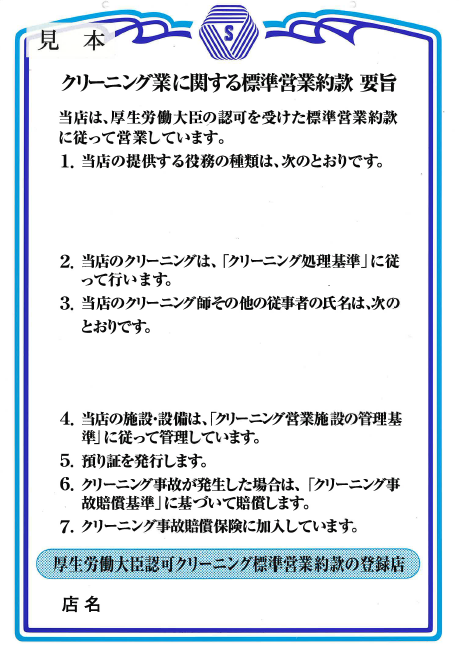 見本
S
クリーニング業に関する標準営業約款 要旨
当店は、厚生労働大臣の認可を受けた標準営業約款
に従って営業しています。
1. 当店の提供する役務の種類は、次のとおりです。
2. 当店のクリーニングは、「クリーニング処理基準」に従
って行います。
3. 当店のクリーニング師その他の従事者の氏名は、次の
とおりです。
4. 当店の施設・設備は、「クリーニング営業施設の管理基
準」に従って管理しています。
5. 預り証を発行します。
6. クリーニング事故が発生した場合は、「クリーニング事
故賠償基準」に基づいて賠償します。
7. クリーニング事故賠償保険に加入しています。
厚生労働大臣認可クリーニング標準営業約款の登録店
店名